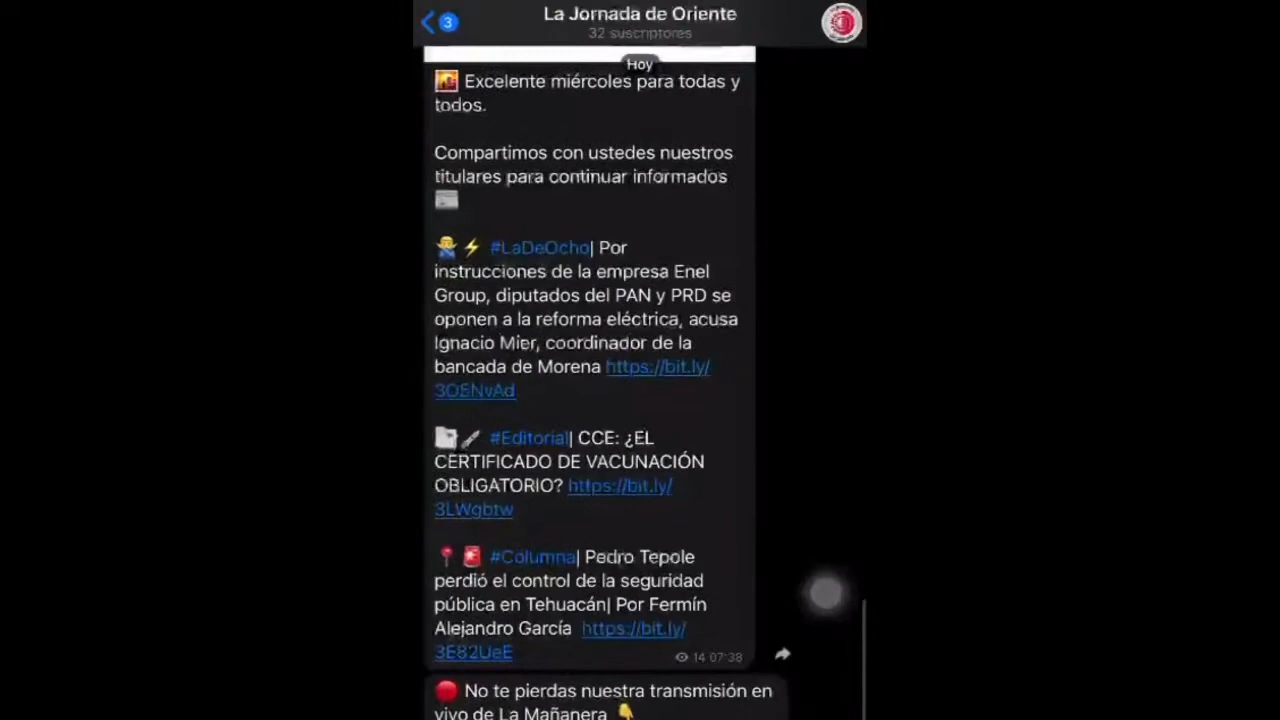 3
La Jornada de Oriente
32 suscriptores
Hoy
Excelente miércoles para todas y
todos.
Compartimos con ustedes nuestros
titulares para continuar informados
#LaDeOcho| Por
instrucciones de la empresa Enel
Group, diputados del PAN y PRD se
oponen a la reforma eléctrica, acusa
Ignacio Mier, coordinador de la
bancada de Morena https://bit.ly/
3OENvAd
#Editorial| CCE: ¿EL
CERTIFICADO DE VACUNACIÓN
OBLIGATORIO? https://bit.ly/
3LWgbtw
#Columna| Pedro Tepole
perdió el control de la seguridad
pública en Tehuacán| Por Fermín
Alejandro García https://bit.ly/
3E82UeE
14 07:38
No te pierdas nuestra transmisión en
vivo de La Mañanera